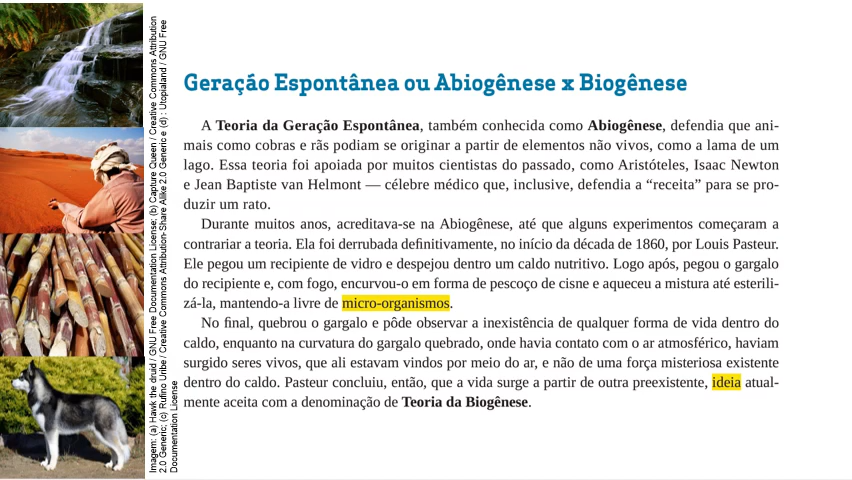 Geração Espontânea ou Abiogênese x Biogênese
A Teoria da Geração Espontânea, também conhecida como Abiogênese, defendia que ani-
mais como cobras e rãs podiam se originar a partir de elementos não vivos, como a lama de um
lago. Essa teoria foi apoiada por muitos cientistas do passado, como Aristóteles, Isaac Newton
e Jean Baptiste van Helmont — célebre médico que, inclusive, defendia a “receita” para se pro-
duzir um rato.
Durante muitos anos, acreditava-se na Abiogênese, até que alguns experimentos começaram a
contrariar a teoria. Ela foi derrubada definitivamente, no início da década de 1860, por Louis Pasteur.
Ele pegou um recipiente de vidro e despejou dentro um caldo nutritivo. Logo após, pegou o gargalo
do recipiente e, com fogo, encurvou-o em forma de pescoço de cisne e aqueceu a mistura até esterili-
zá-la, mantendo-a livre de micro-organismos.
No final, quebrou o gargalo e pôde observar a inexistência de qualquer forma de vida dentro do
caldo, enquanto na curvatura do gargalo quebrado, onde havia contato com o ar atmosférico, haviam
surgido seres vivos, que ali estavam vindos por meio do ar, e não de uma força misteriosa existente
dentro do caldo. Pasteur concluiu, então, que a vida surge a partir de outra preexistente, ideia atual-
mente aceita com a denominação de Teoria da Biogênese.
Imagem: (a) Hawk the druid / GNU Free Documentation License; (b) Capture Queen / Creative Commons Attribution
2.0 Generic; (c) Rufino Uribe / Creative Commons Attribution-Share Alike 2.0 Generic e (d) : Utopialand / GNU Free
Documentation License